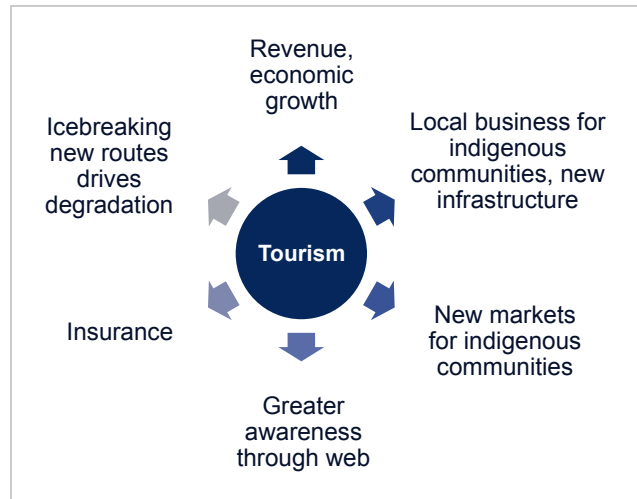 Revenue,
economic
growth
Local business for
indigenous
communities, new
infrastructure
New markets
for indigenous
communities
Greater
awareness
through web
Insurance
Icebreaking
new routes
drives
degradation
Tourism